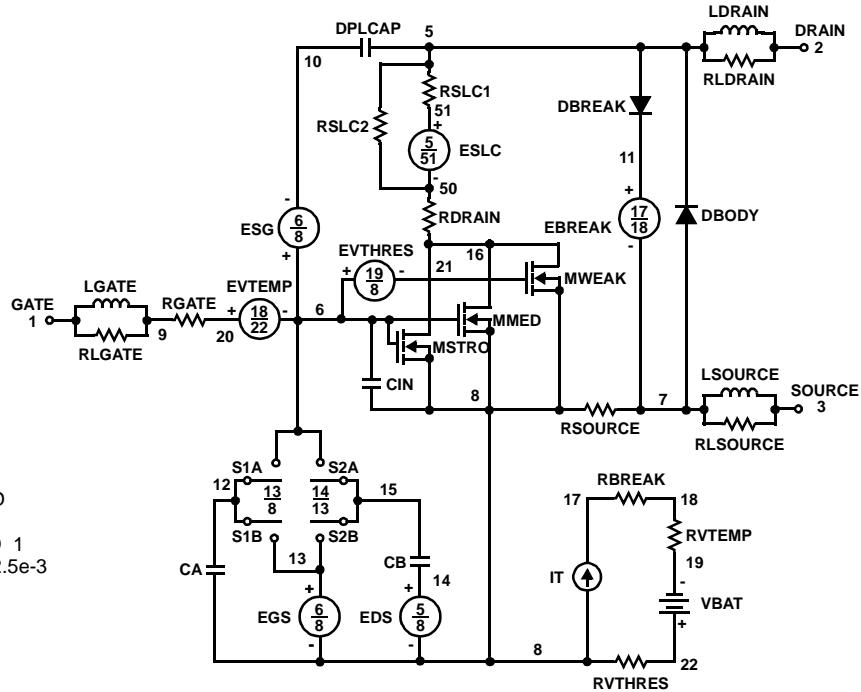 LDRAIN
DPLCAP 5 DRAIN
10 2
RLDRAIN
RSLC1
51
DBREAK
RSLC2
+
5
51
ESLC
11
-
50
-
+
6
8
ESG
RDRAIN
17
18
EBREAK
DBODY
+
EVTHRES
16
-
+ 19
8 - 21
MWEAK
LGATE
EVTEMP
GATE RGATE + 18
22 - 6
1
MMED
9 20
MSTRO
RLGATE
LSOURCE
CIN 8 7 SOURCE
3
RSOURCE
RLSOURCE
S1A S2A
12 13
8 14
13 15
RBREAK
17 18
S1B S2B
RVTEMP
13
CB
19
CA
IT
14 -
+ +
VBAT
EGS 6
8 EDS 5
8
+
- -
8 22
RVTHRES
O
1
2.5e-3